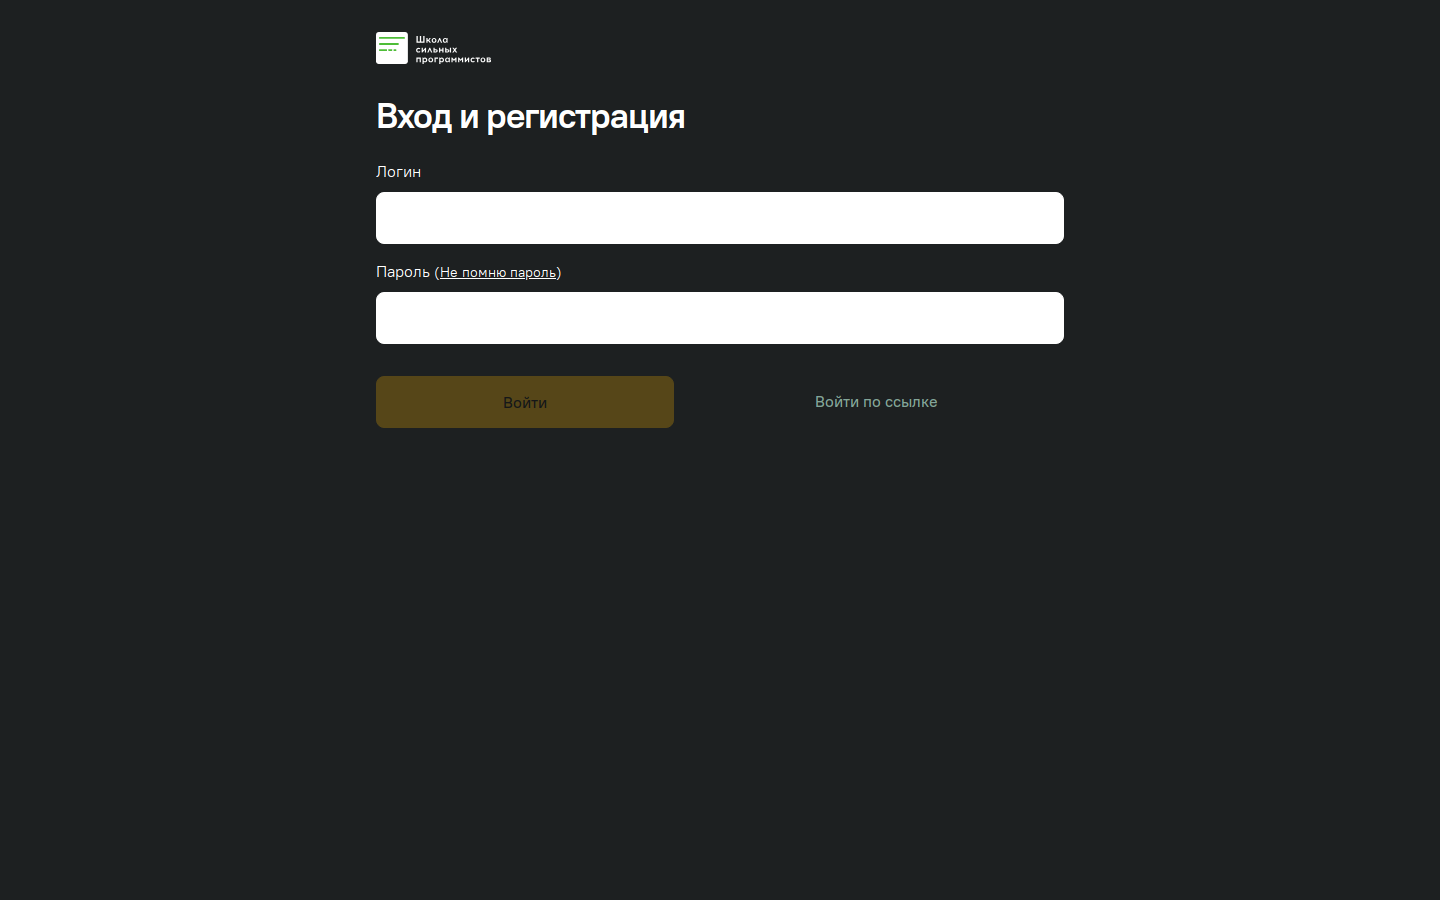 Школа
сильных
программистов
Вход и регистрация
Логин
Пароль (Не помню пароль)
Войти
Войти по ссылке